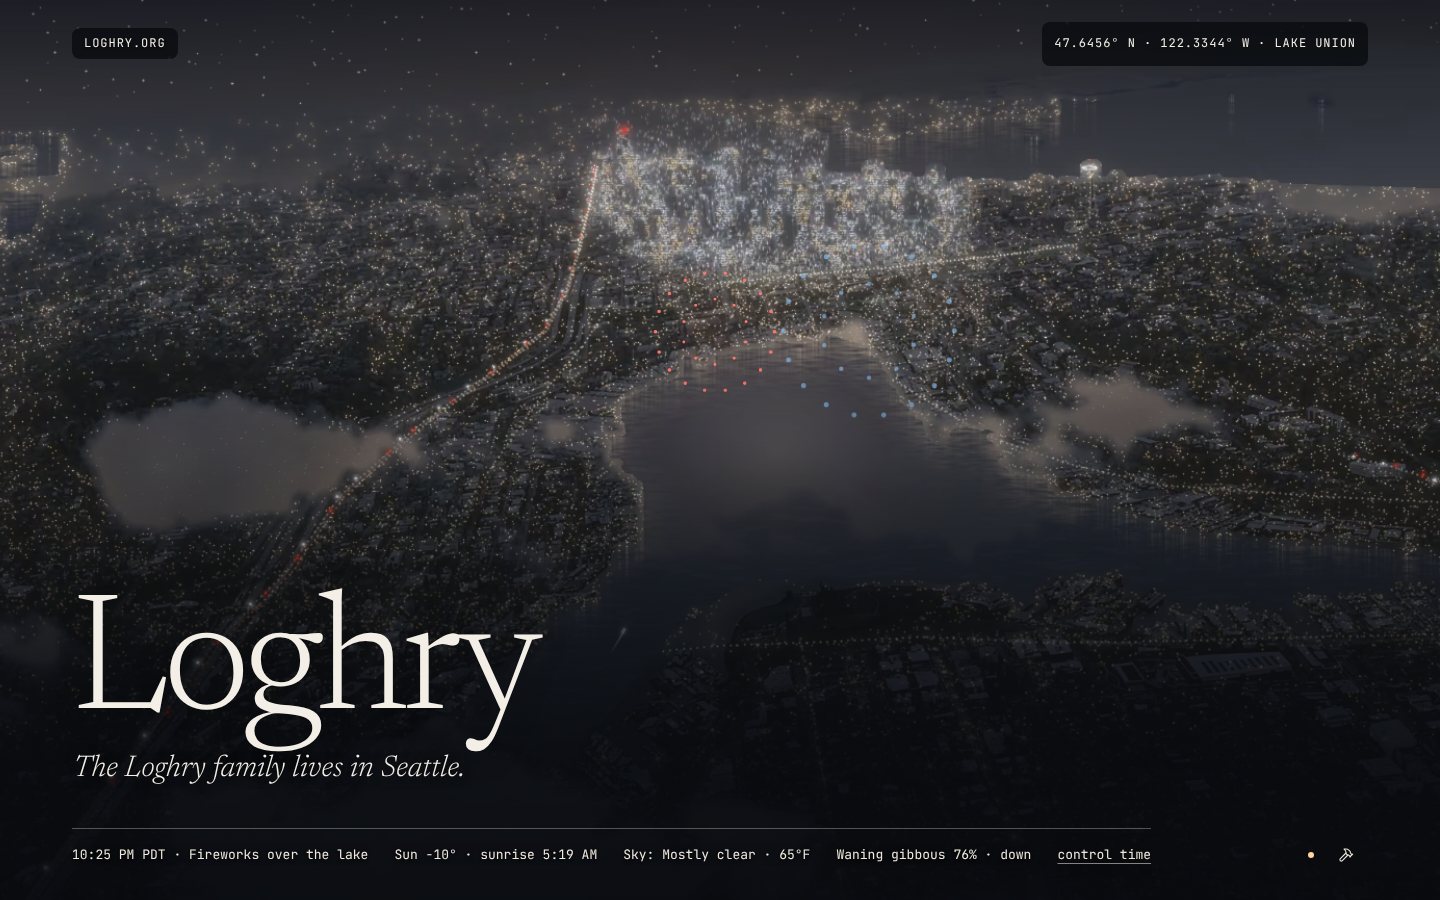 LOGHRY.ORG
47.6456° N · 122.3344° W · LAKE UNION
Loghry
The Loghry family lives in Seattle.
10:25 PM PDT · Fireworks over the lake Sun -10° · sunrise 5:19 AM Sky: Mostly clear · 65°F Waning gibbous 76% · down control time